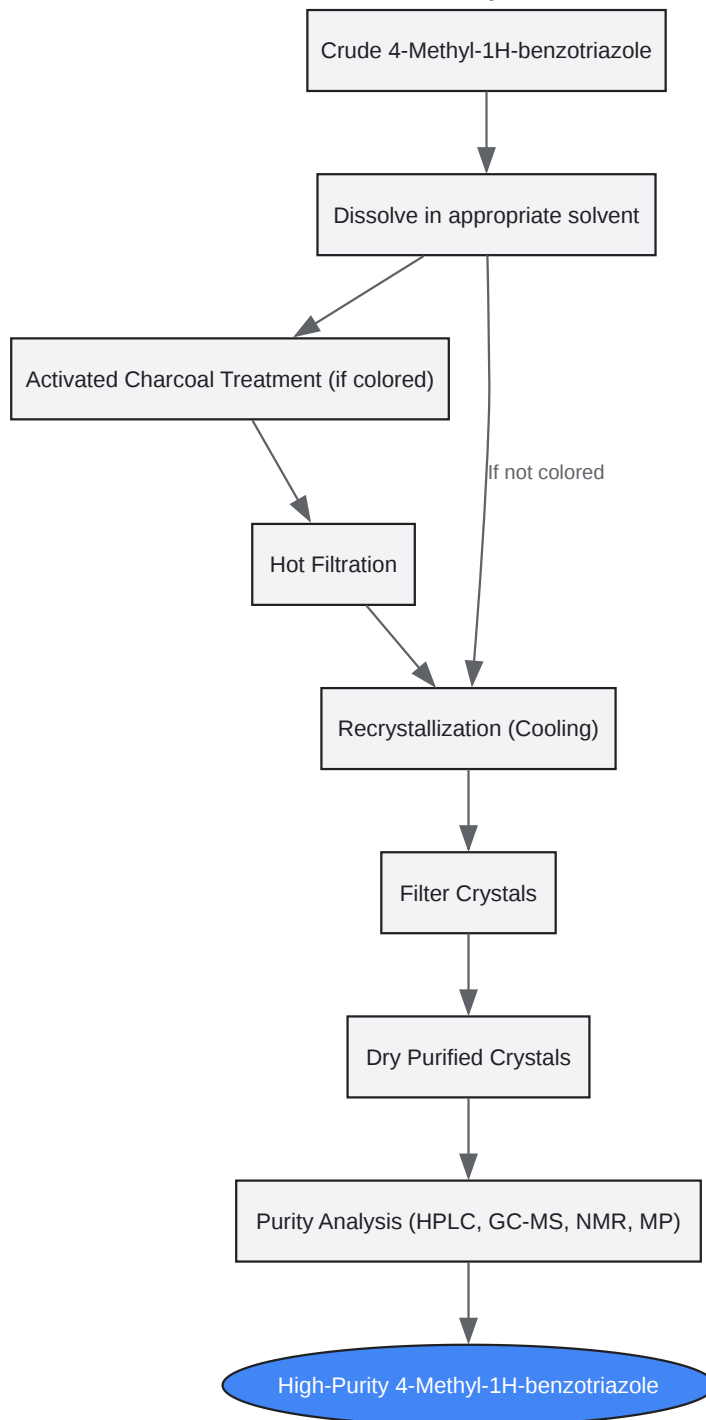 Crude 4-Methyl-1H-benzotriazole
Dissolve in appropriate solvent
Activated Charcoal Treatment (if colored)
If not colored
Hot Filtration
Recrystallization (Cooling)
Filter Crystals
Dry Purified Crystals
Purity Analysis (HPLC, GC-MS, NMR, MP)
High-Purity 4-Methyl-1H-benzotriazole